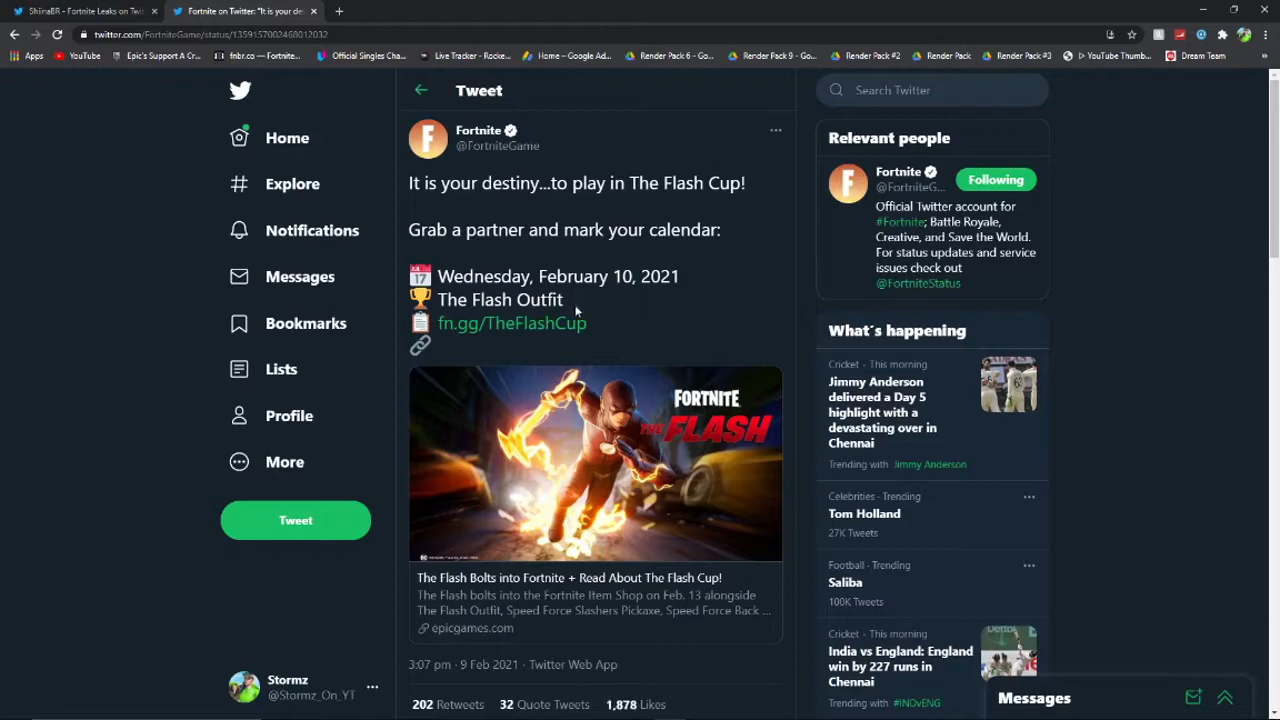 ShiinaBR - Fortnite Leaks on Twit
Fortnite on Twitter: "It is your des
twitter.com/FortniteGame/status/1359157002468012032
Apps
YouTube
Epic's Support A Cr...
fnbr.co — Fortnite...
Official Singles Cha...
Live Tracker - Rivalte...
Home – Google Ad...
Render Pack 6 - Goo...
Render Pack 9 - Goo...
Render Pack #2
Render Pack
Render Pack #3
▷ YouTube Thumb...
Dream Team
Home
Explore
Notifications
Messages
Bookmarks
Lists
Profile
More
Tweet
Stormz
@Stormz_On_YT
Tweet
Fortnite
@FortniteGame
It is your destiny...to play in The Flash Cup!
Grab a partner and mark your calendar:
JUL 17 Wednesday, February 10, 2021
The Flash Outfit
fn.gg/TheFlashCup
FORTNITE
THE FLASH
The Flash Bolts into Fortnite + Read About The Flash Cup!
The Flash bolts into the Fortnite Item Shop on Feb. 13 alongside
The Flash Outfit, Speed Force Slashers Pickaxe, Speed Force Back ...
epicgames.com
3:07 pm · 9 Feb 2021 · Twitter Web App
202 Retweets 32 Quote Tweets 1,878 Likes
Search Twitter
Relevant people
Fortnite
@FortniteG...
Following
Official Twitter account for
#Fortnite; Battle Royale,
Creative, and Save the World.
For status updates and service
issues check out
@FortniteStatus
What's happening
Cricket · This morning
Jimmy Anderson
delivered a Day 5
highlight with a
devastating over in
Chennai
Trending with Jimmy Anderson
Celebrities · Trending
Tom Holland
27K Tweets
Football · Trending
Saliba
100K Tweets
Cricket · This morning
India vs England: England
win by 227 runs in
Chennai
Trending with #INDvENG
Messages